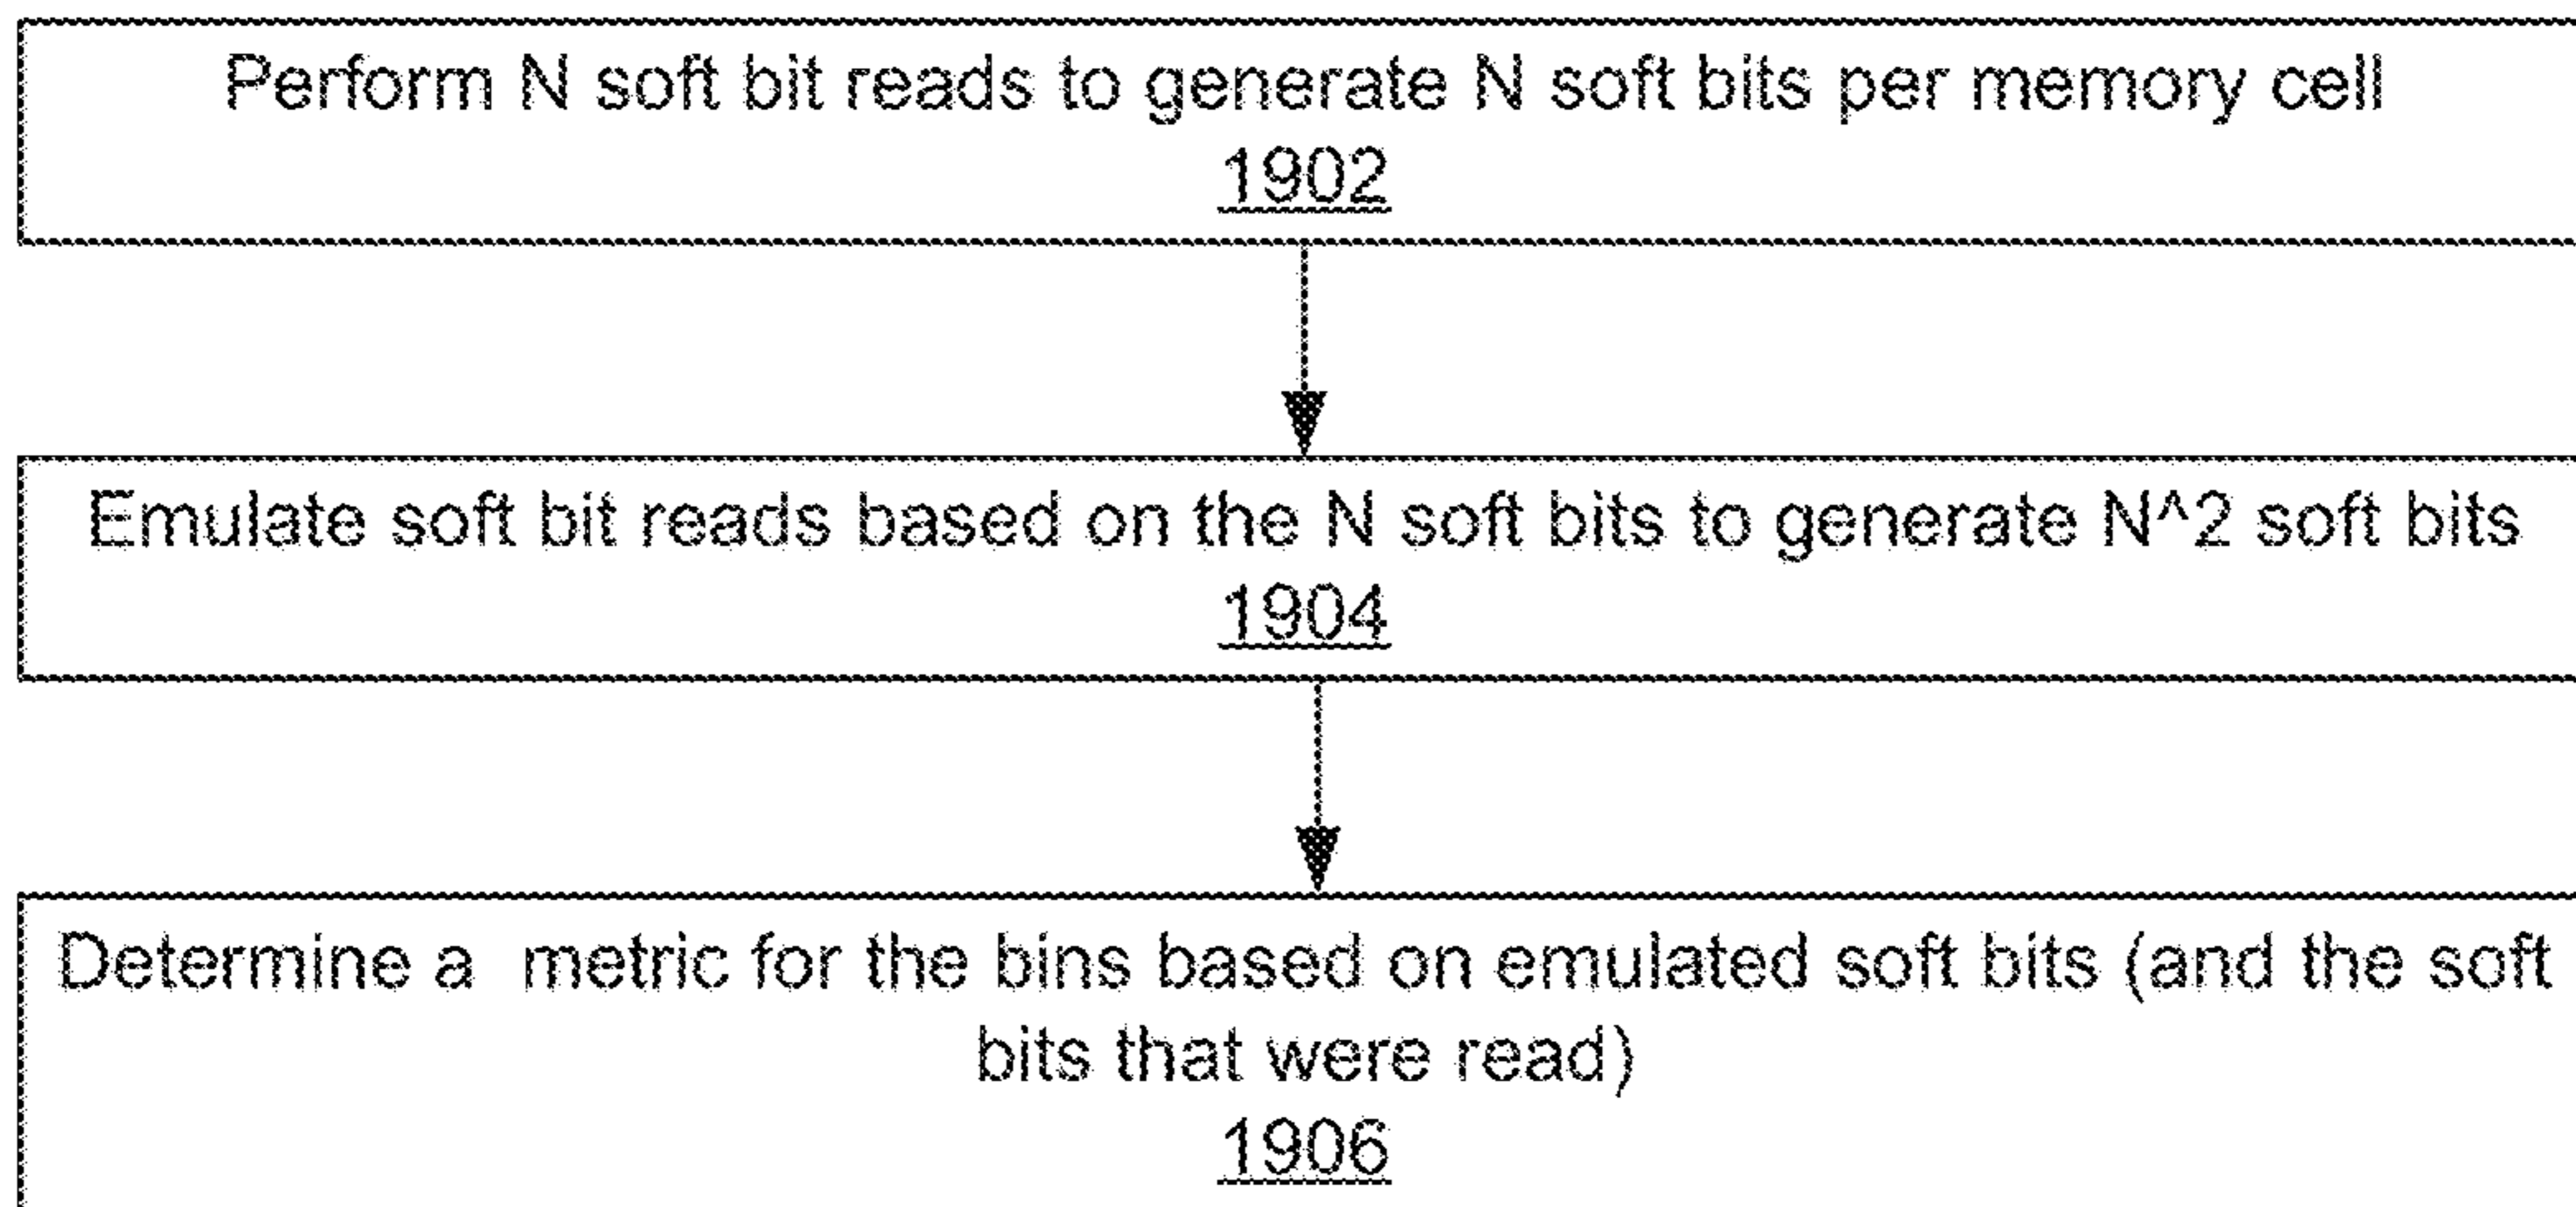 Perform N soft bit reads to generate N soft bits per memory cell
1902
Emulate soft bit reads based on the N soft bits to generate N^2 soft bits
1904
Determine a  metric for the bins based on emulated soft bits (and the soft
bits that were read)
1906